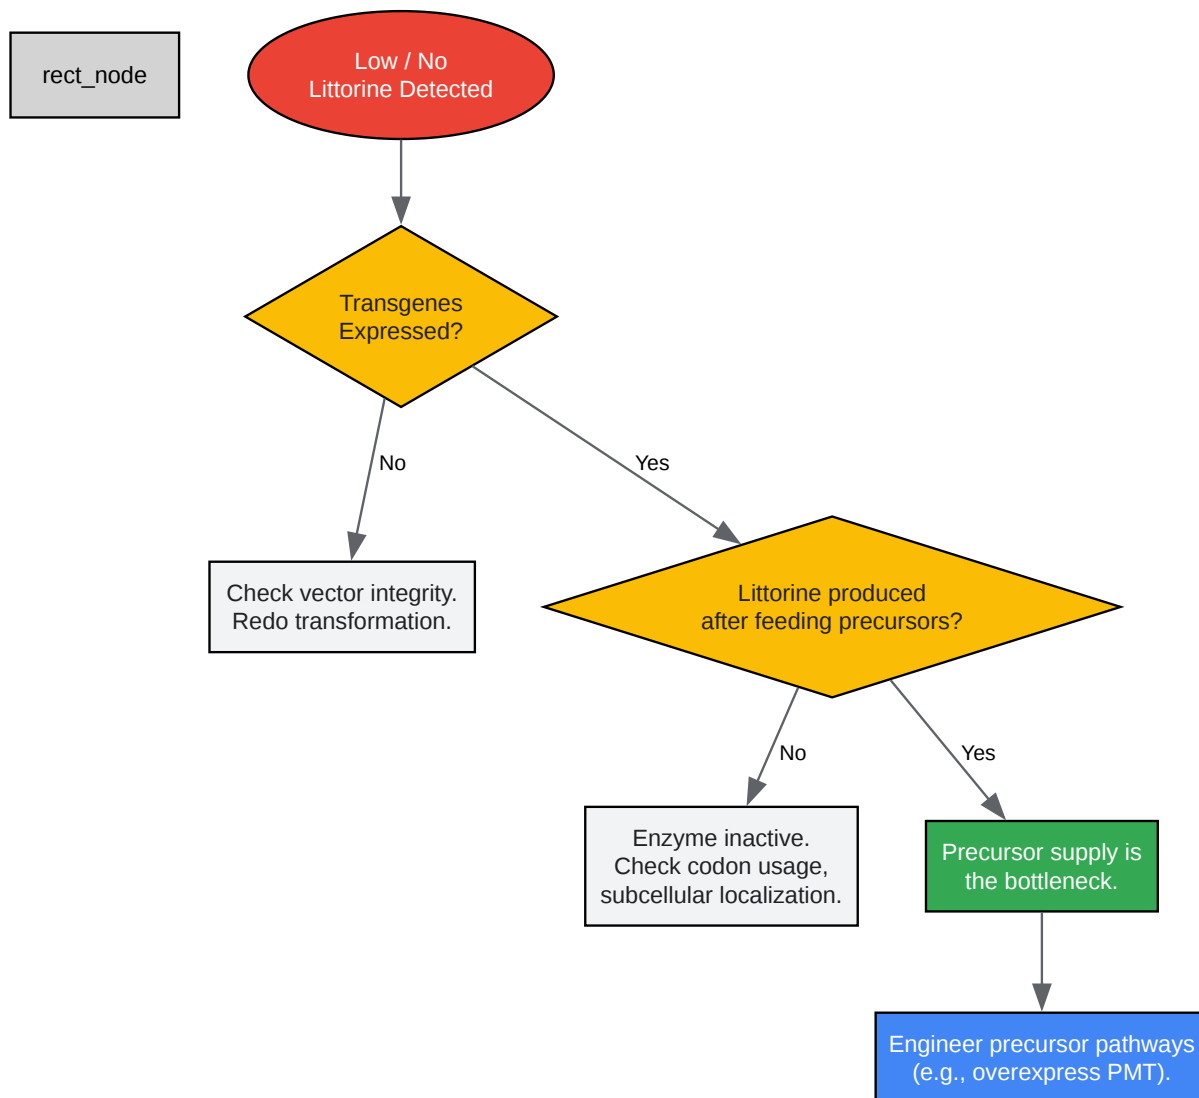 rect_node
Low / No
Littorine Detected
Transgenes
Expressed?
No
Yes
Check vector integrity.
Redo transformation.
Littorine produced
after feeding precursors?
No
Yes
Enzyme inactive.
Check codon usage,
subcellular localization.
Precursor supply is
the bottleneck.
Engineer precursor pathways
(e.g., overexpress PMT).